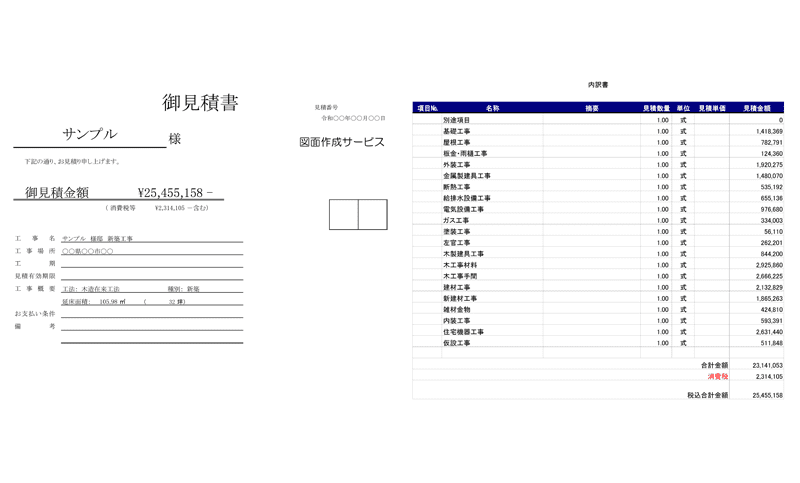 御見積書
見積番号
令和〇〇年〇〇月〇〇日
サンプル 様
図面作成サービス
下記の通り、お見積り申し上げます。
御見積金額 ¥25,455,158 −
( 消費税等 ¥2,314,105 −含む)
工事名 サンプル 様邸 新築工事
工事場所 〇〇県〇〇市〇〇
工期
見積有効期限
工事概要 工法: 木造在来工法 種別: 新築
延床面積: 105.98 ㎡ ( 32 坪)
お支払い条件
備考
内訳書
項目№ 名称 摘要 見積数量 単位 見積単価 見積金額
別途項目 1.00 式 0
基礎工事 1.00 式 1,418,369
屋根工事 1.00 式 782,791
板金・雨樋工事 1.00 式 124,360
外装工事 1.00 式 1,920,275
金属製建具工事 1.00 式 1,480,070
断熱工事 1.00 式 535,192
給排水設備工事 1.00 式 655,136
電気設備工事 1.00 式 976,680
ガス工事 1.00 式 334,003
塗装工事 1.00 式 56,110
左官工事 1.00 式 262,201
木製建具工事 1.00 式 844,200
木工事材料 1.00 式 2,925,860
木工事手間 1.00 式 2,666,225
建材工事 1.00 式 2,132,829
新建材工事 1.00 式 1,865,263
雑材金物 1.00 式 424,810
内装工事 1.00 式 593,391
住宅機器工事 1.00 式 2,631,440
仮設工事 1.00 式 511,848
合計金額 23,141,053
消費税 2,314,105
税込合計金額 25,455,158